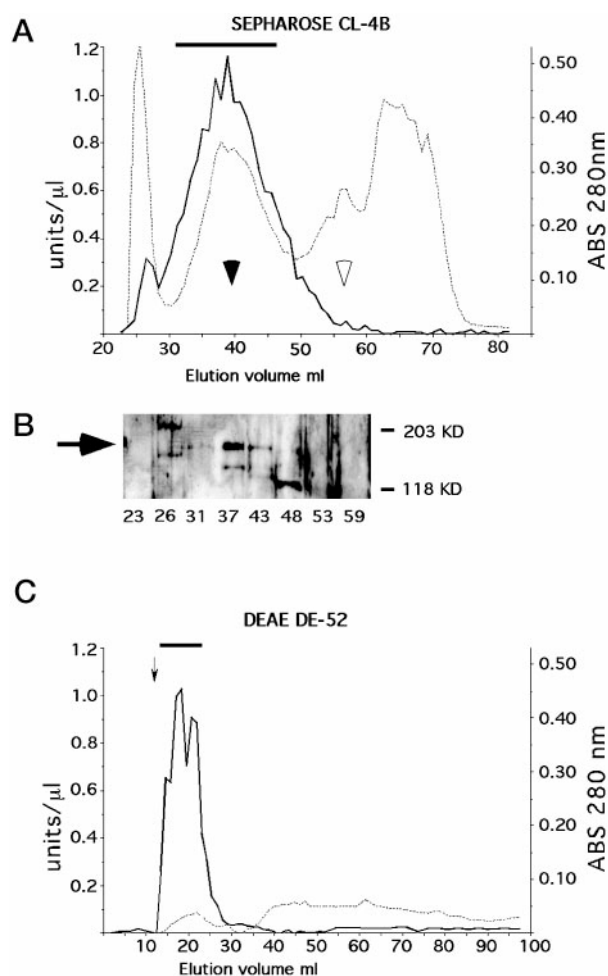 A
SEPHAROSE CL-4B
1.2
1.0
0.8
0.6
0.4
0.2
units/µl
0.50
0.40
0.30
0.20
0.10
ABS 280nm
20 30 40 50 60 70 80
Elution volume ml
B
203 KD
118 KD
23 26 31 37 43 48 53 59
C
DEAE DE-52
1.2
1.0
0.8
0.6
0.4
0.2
units/µl
0.50
0.40
0.30
0.20
0.10
ABS 280 nm
10 20 30 40 50 60 70 80 90 100
Elution volume ml